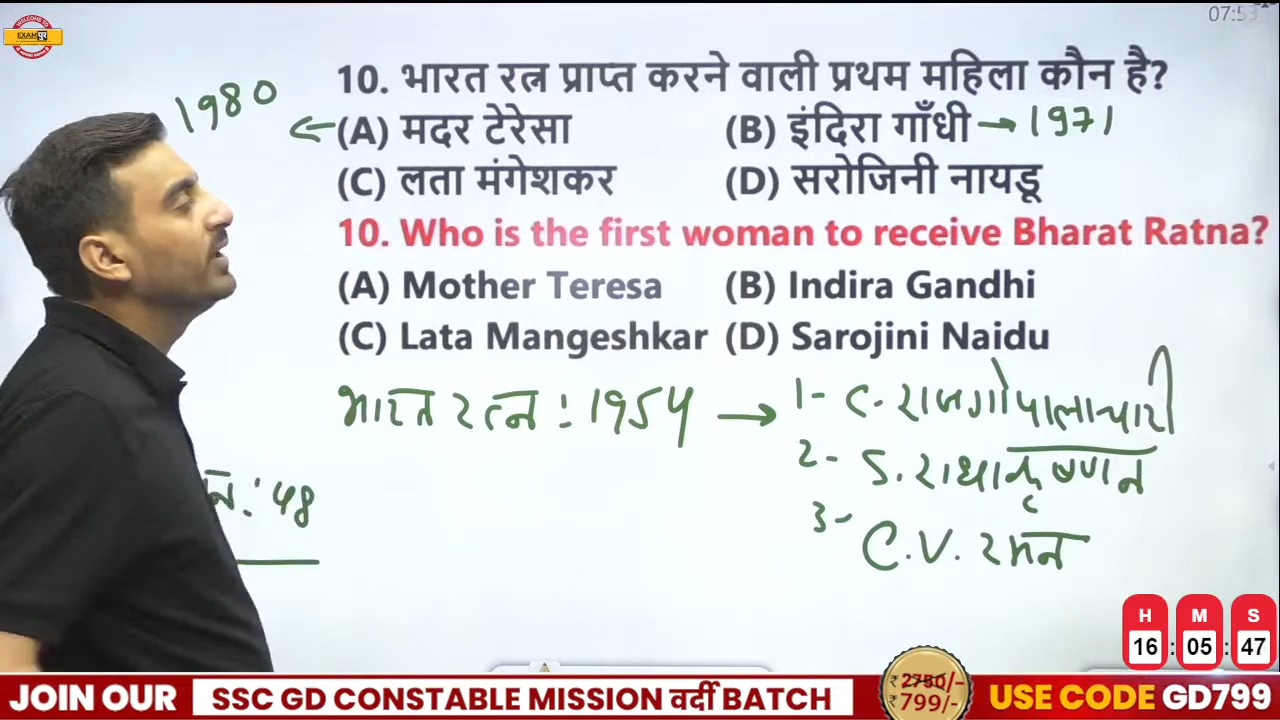 WELCOME TO
EXAM पुर
07:53
10. भारत रत्न प्राप्त करने वाली प्रथम महिला कौन है?
1980 ← (A) मदर टेरेसा (B) इंदिरा गाँधी → 1971
(C) लता मंगेशकर (D) सरोजिनी नायडू
10. Who is the first woman to receive Bharat Ratna?
(A) Mother Teresa (B) Indira Gandhi
(C) Lata Mangeshkar (D) Sarojini Naidu
भारत रत्न : 1954 → 1- C. राजगोपालाचारी
2- S. राधाकृष्णन
3- C.V. रमन
: 48
H M S
16 : 05 : 47
JOIN OUR SSC GD CONSTABLE MISSION वर्दी BATCH ₹ 2750/- ₹ 799/- USE CODE GD799